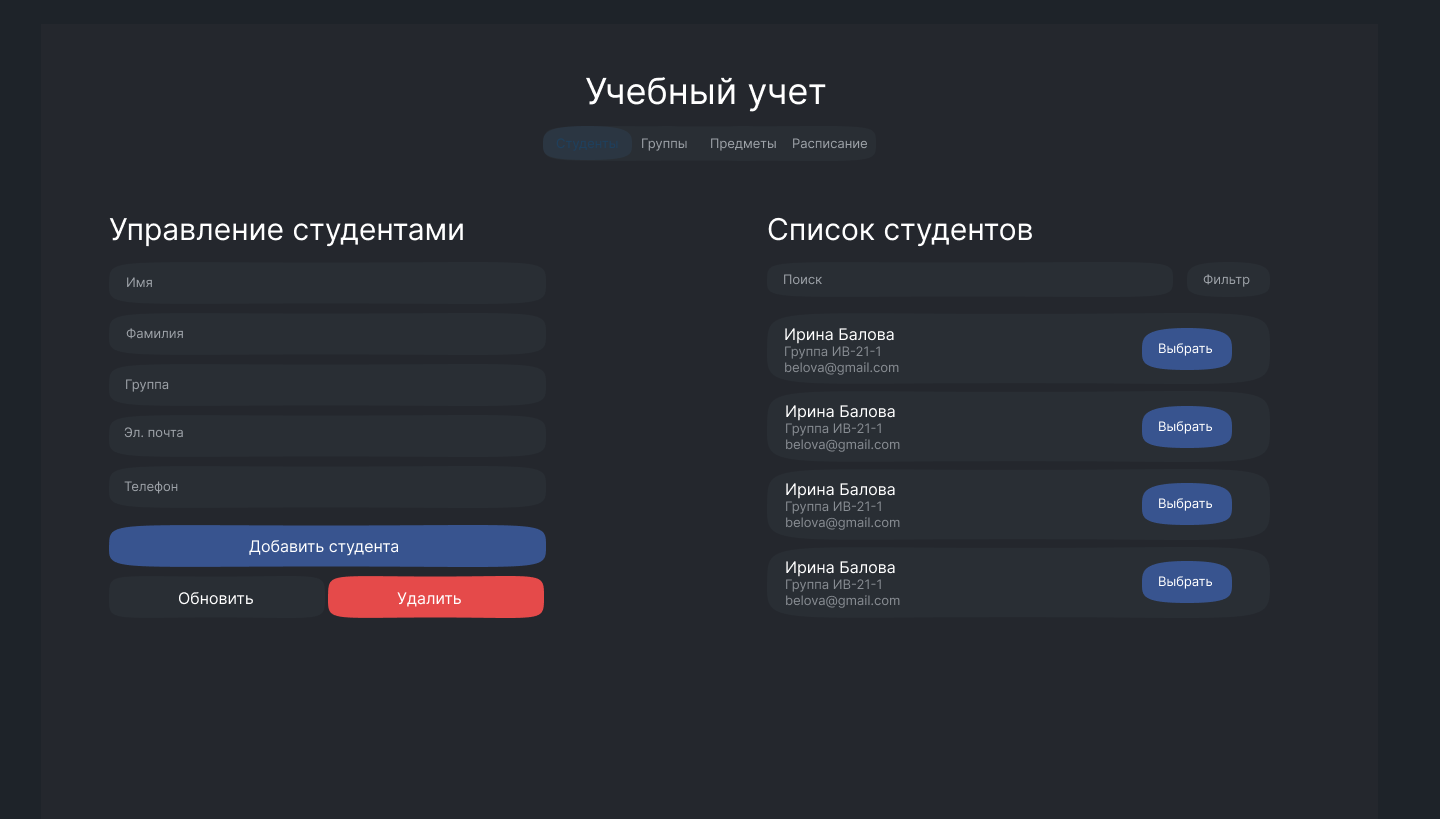 Учебный учет
Студенты Группы Предметы Расписание
Управление студентами
Имя
Фамилия
Группа
Эл. почта
Телефон
Добавить студента
Обновить Удалить
Список студентов
Поиск Фильтр
Ирина Балова
Группа ИВ-21-1
belova@gmail.com
Выбрать
Ирина Балова
Группа ИВ-21-1
belova@gmail.com
Выбрать
Ирина Балова
Группа ИВ-21-1
belova@gmail.com
Выбрать
Ирина Балова
Группа ИВ-21-1
belova@gmail.com
Выбрать